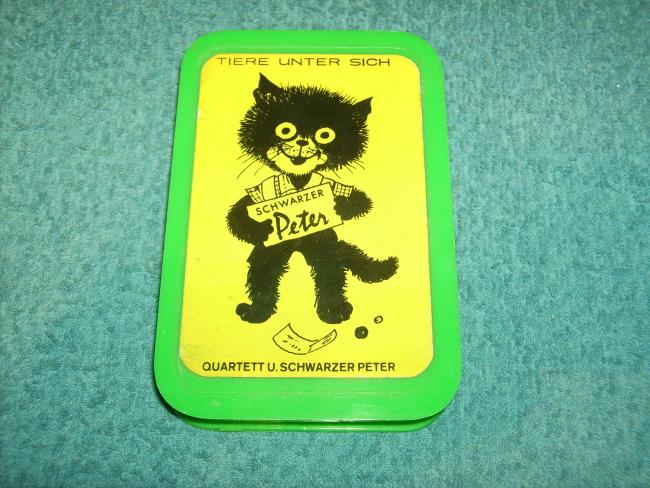 TIERE UNTER SICH
SCHWARZER
Peter
QUARTETT U. SCHWARZER PETER